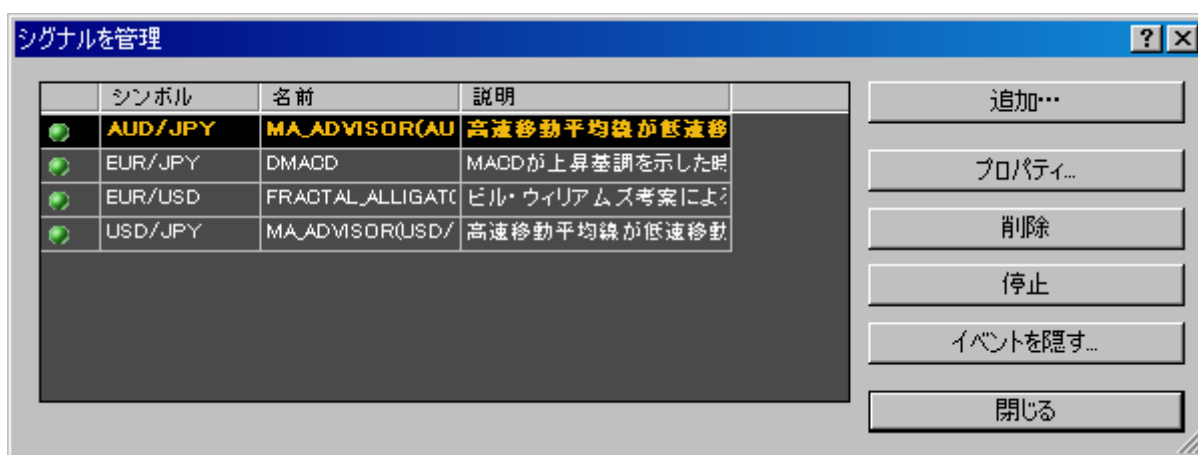 シグナルを管理
シンボル 名前 説明
AUD/JPY MA_ADVISOR(AU 高速移動平均線が低速移
EUR/JPY DMACD MACDが上昇基調を示した時
EUR/USD FRACTAL_ALLIGATO ビル・ウィリアムズ考案によ
USD/JPY MA_ADVISOR(USD/ 高速移動平均線が低速移動
追加…
プロパティ...
削除
停止
イベントを隠す...
閉じる